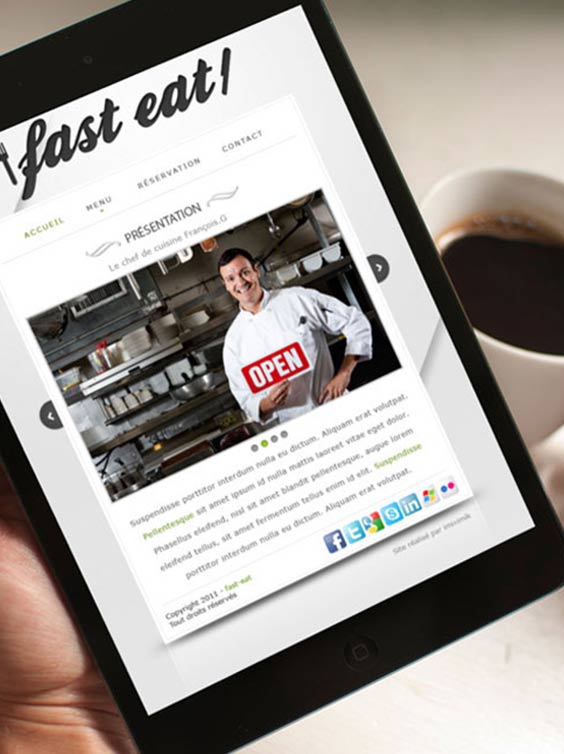 fast eat!
ACCUEIL MENU RÉSERVATION CONTACT
PRÉSENTATION
Le chef de cuisine François.G
OPEN
Suspendisse porttitor interdum nulla eu dictum. Aliquam erat volutpat.
Pellentesque sit amet ipsum id nulla mattis laoreet vitae eget dolor.
Phasellus eleifend, nisl sit amet blandit pellentesque, augue lorem
eleifend tellus, sit amet fermentum tellus enim id elit. Suspendisse
porttitor interdum nulla eu dictum. Aliquam erat volutpat.
Copyright 2011 - fast-eat
Tout droits réservés
Site réalisé par